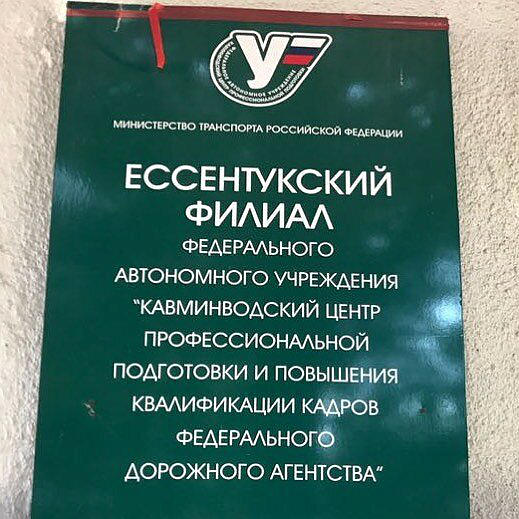 У
МИНИСТЕРСТВО ТРАНСПОРТА РОССИЙСКОЙ ФЕДЕРАЦИИ
ЕССЕНТУКСКИЙ
ФИЛИАЛ
ФЕДЕРАЛЬНОГО
АВТОНОМНОГО УЧРЕЖДЕНИЯ
"КАВМИНВОДСКИЙ ЦЕНТР
ПРОФЕССИОНАЛЬНОЙ
ПОДГОТОВКИ И ПОВЫШЕНИЯ
КВАЛИФИКАЦИИ КАДРОВ
ФЕДЕРАЛЬНОГО
ДОРОЖНОГО АГЕНТСТВА"